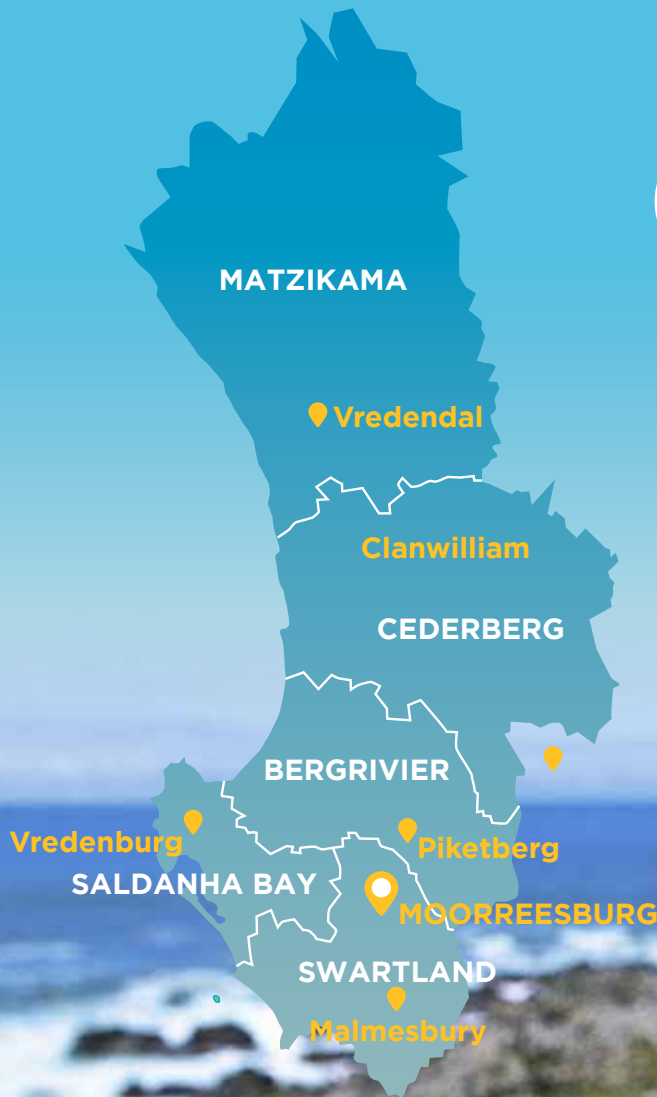 MATZIKAMA
Vredendal
Clanwilliam
CEDERBERG
BERGRIVIER
Vredenburg
Piketberg
SALDANHA BAY
MOORREESBURG
SWARTLAND
Malmesbury